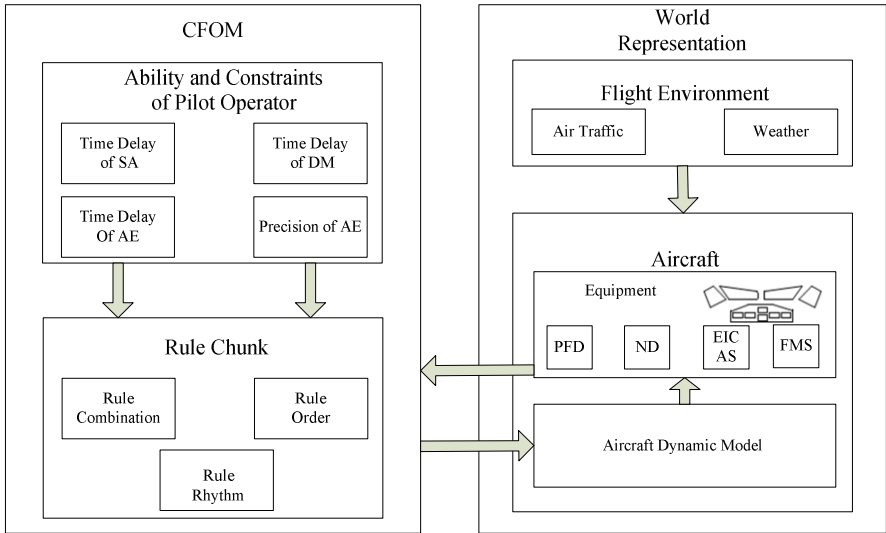 CFOM
Ability and Constraints
of Pilot Operator
Time Delay
of SA
Time Delay
of DM
Time Delay
Of AE
Precision of AE
Rule Chunk
Rule
Combination
Rule
Order
Rule
Rhythm
World
Representation
Flight Environment
Air Traffic
Weather
Aircraft
Equipment
PFD
ND
EIC
AS
FMS
Aircraft Dynamic Model